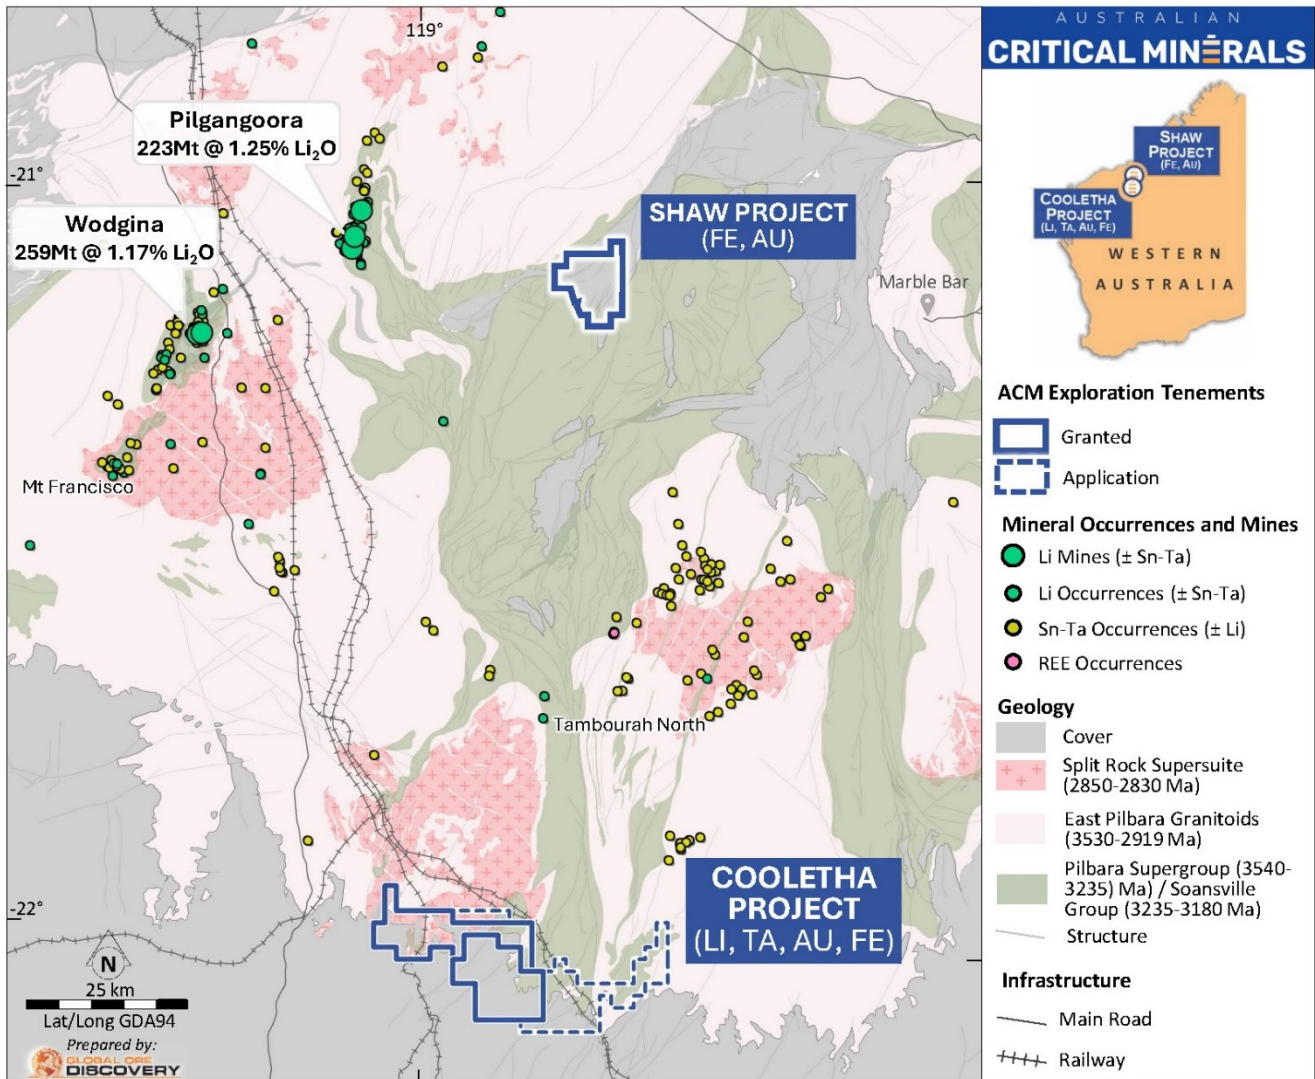 119°
-21°
-22°
Pilgangoora
223Mt @ 1.25% Li₂O
Wodgina
259Mt @ 1.17% Li₂O
SHAW PROJECT
(FE, AU)
Marble Bar
Mt Francisco
Tambourah North
COOLETHA
PROJECT
(LI, TA, AU, FE)
N
25 km
Lat/Long GDA94
Prepared by:
GLOBAL ORE
DISCOVERY
AUSTRALIAN
CRITICAL MINERALS
SHAW
PROJECT
(FE, AU)
COOLETHA
PROJECT
(LI, TA, AU, FE)
WESTERN
AUSTRALIA
ACM Exploration Tenements
Granted
Application
Mineral Occurrences and Mines
Li Mines (± Sn-Ta)
Li Occurrences (± Sn-Ta)
Sn-Ta Occurrences (± Li)
REE Occurrences
Geology
Cover
Split Rock Supersuite
(2850-2830 Ma)
East Pilbara Granitoids
(3530-2919 Ma)
Pilbara Supergroup (3540-
3235) Ma) / Soansville
Group (3235-3180 Ma)
Structure
Infrastructure
Main Road
Railway